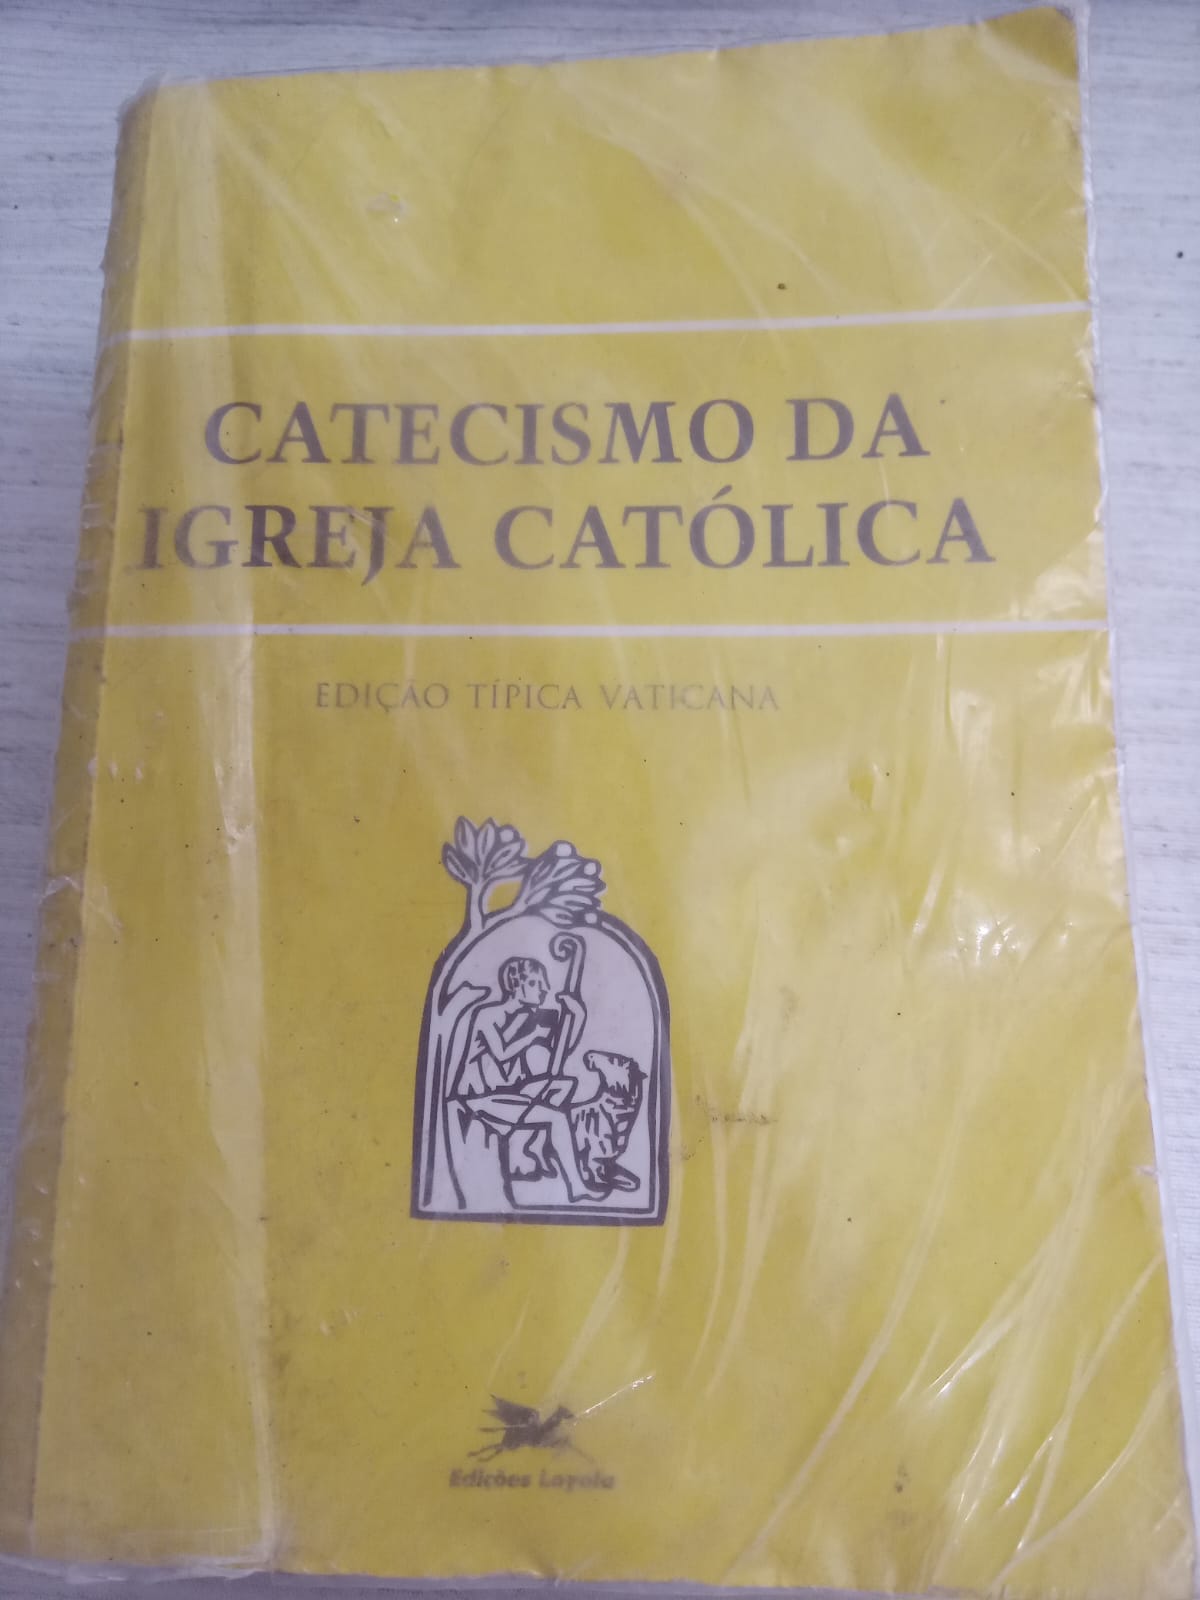 CATECISMO DA
IGREJA CATÓLICA
EDIÇÃO TÍPICA VATICANA
Edições Loyola